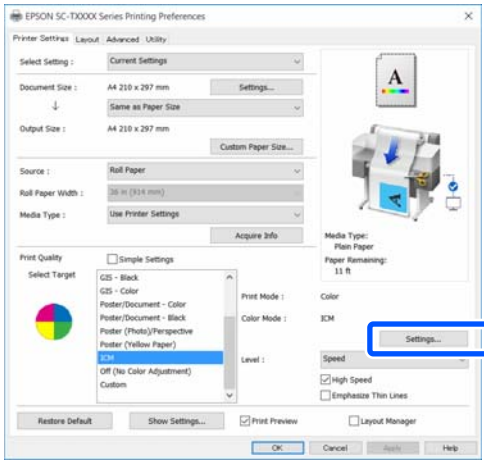 EPSON SC-TXXXX Series Printing Preferences
Printer Settings Layout Advanced Utility
Select Setting : Current Settings
Document Size : A4 210 x 297 mm Settings...
Same as Paper Size
Output Size : A4 210 x 297 mm
Custom Paper Size...
Source : Roll Paper
Roll Paper Width : 36 in (914 mm)
Media Type : Use Printer Settings
Acquire Info
A
Media Type:
Plain Paper
Paper Remaining:
11 ft
Print Quality Simple Settings
Select Target
GIS - Black
GIS - Color
Poster/Document - Color
Poster/Document - Black
Poster (Photo)/Perspective
Poster (Yellow Paper)
ICM
Off (No Color Adjustment)
Custom
Print Mode : Color
Color Mode : ICM
Settings...
Level : Speed
High Speed
Emphasize Thin Lines
Restore Default Show Settings... Print Preview Layout Manager
OK Cancel Apply Help